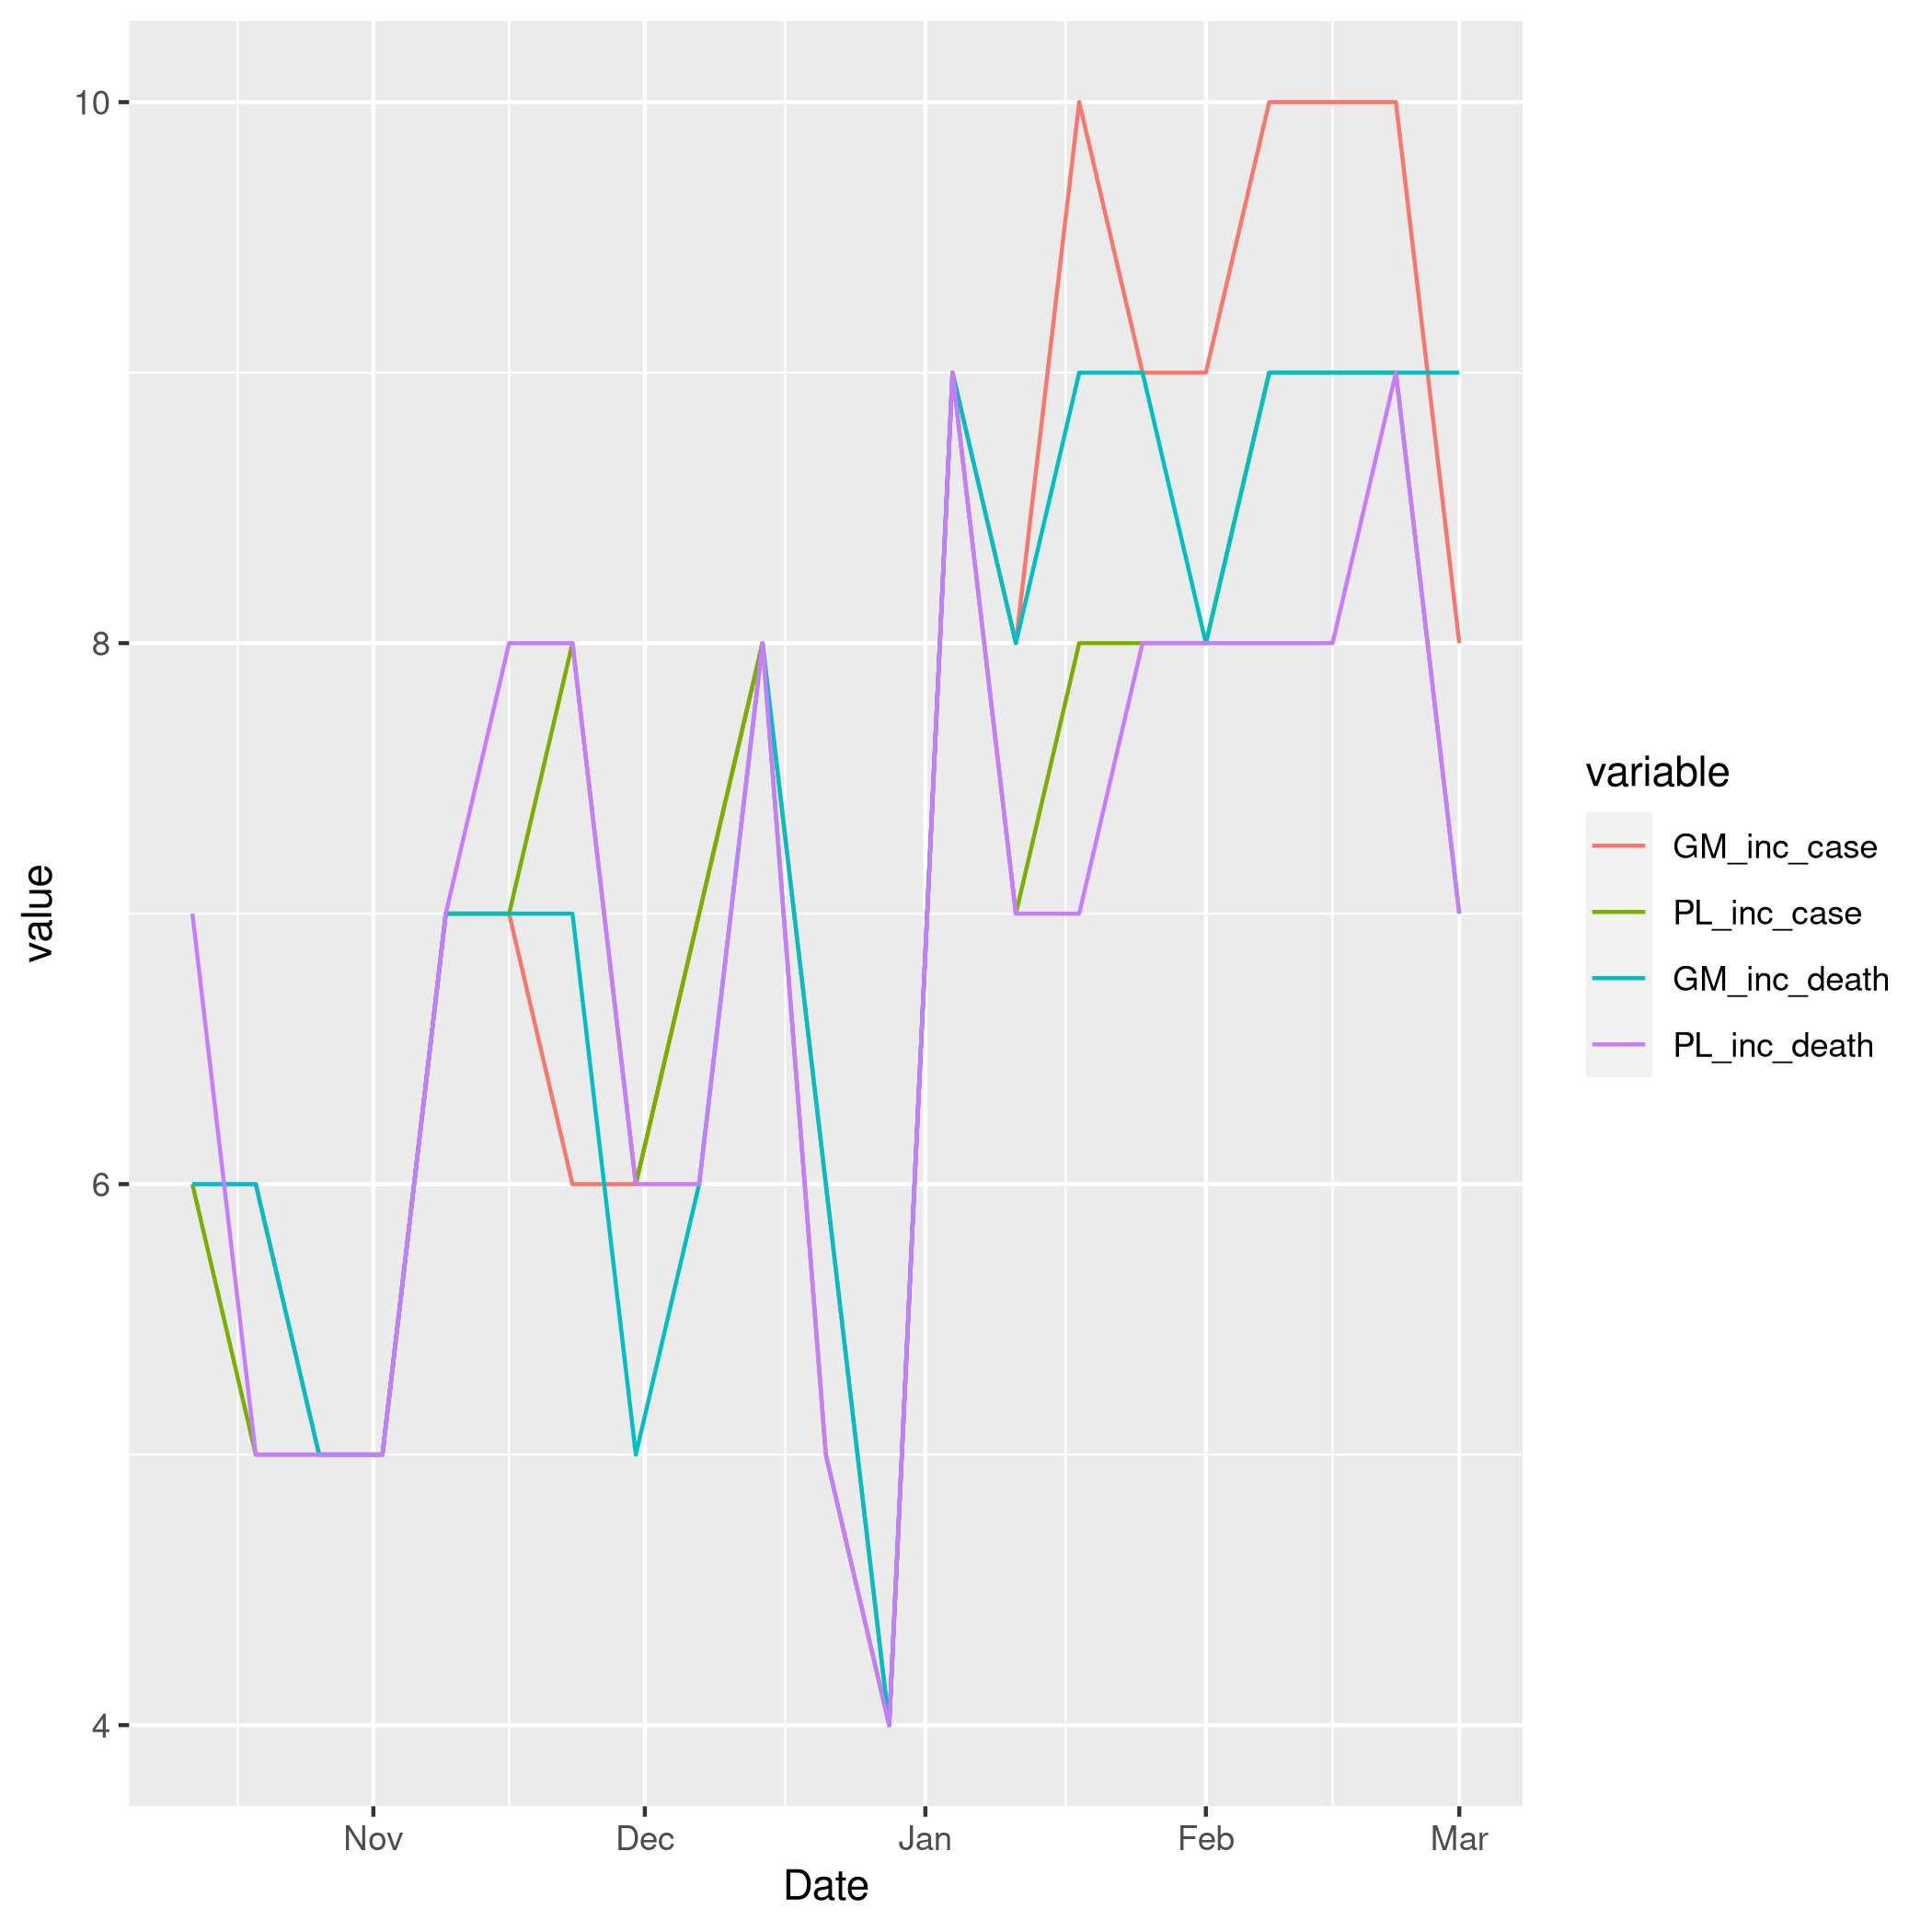 10
8
6
4
value
Nov
Dec
Jan
Feb
Mar
Date
variable
GM_inc_case
PL_inc_case
GM_inc_death
PL_inc_death